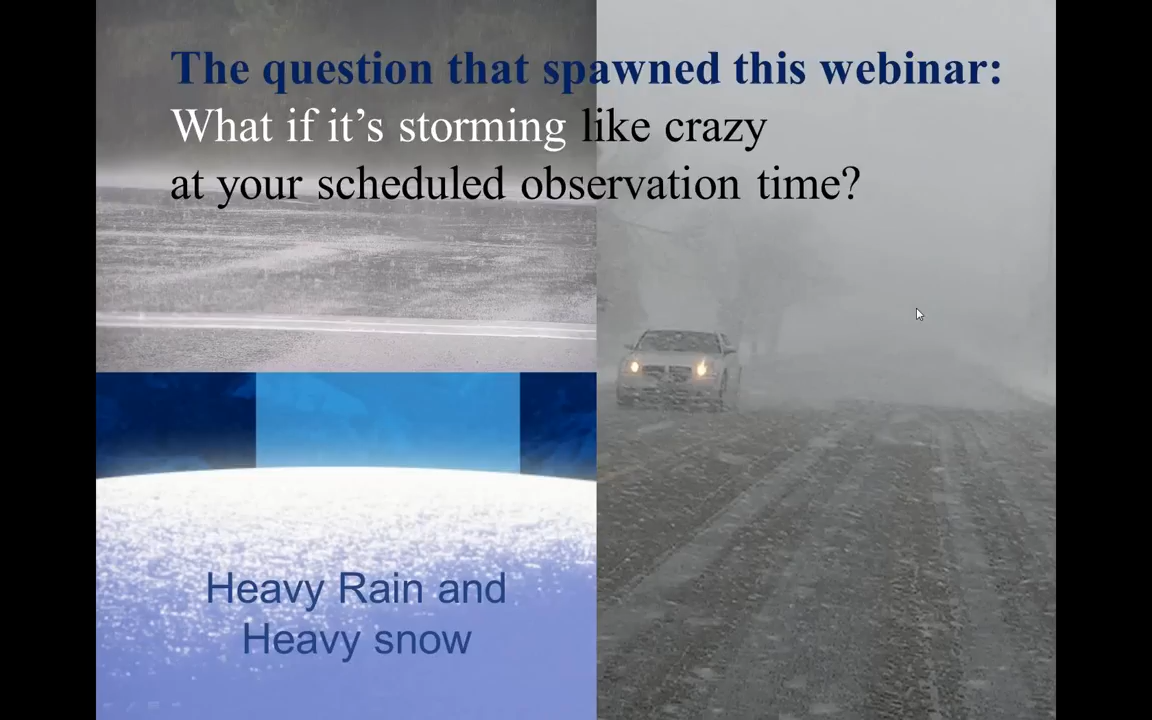 The question that spawned this webinar:
What if it’s storming like crazy
at your scheduled observation time?
Heavy Rain and
Heavy snow